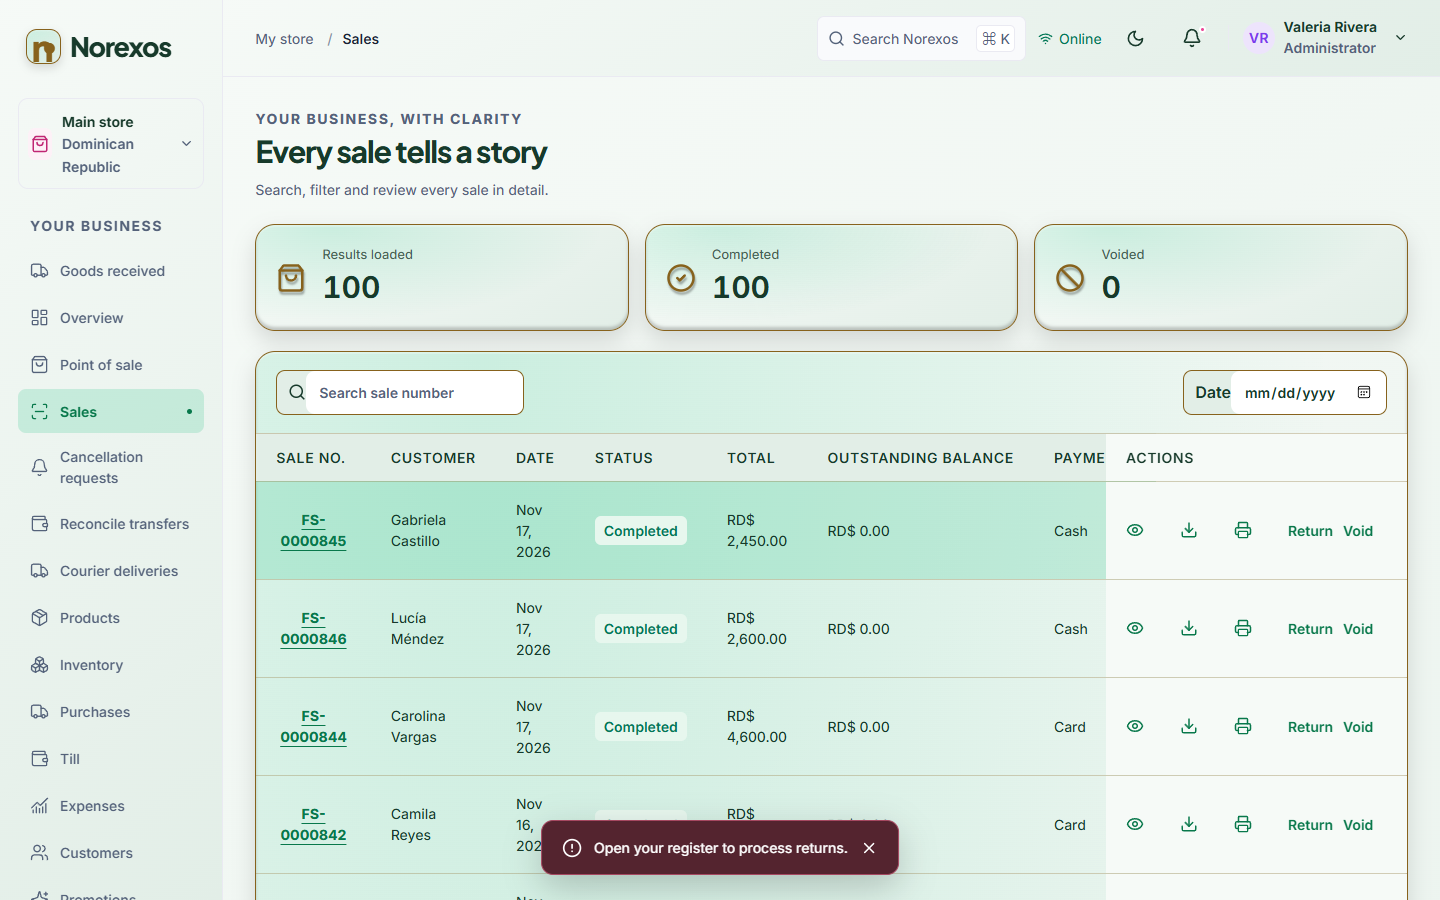 Norexos
My store / Sales
Search Norexos
⌘ K
Online
VR
Valeria Rivera
Administrator
Main store
Dominican
Republic
YOUR BUSINESS
Goods received
Overview
Point of sale
Sales
Cancellation
requests
Reconcile transfers
Courier deliveries
Products
Inventory
Purchases
Till
Expenses
Customers
Promotions
YOUR BUSINESS, WITH CLARITY
Every sale tells a story
Search, filter and review every sale in detail.
Results loaded
100
Completed
100
Voided
0
Search sale number
Date mm/dd/yyyy
SALE NO. CUSTOMER DATE STATUS TOTAL OUTSTANDING BALANCE PAYME ACTIONS
FS-
0000845
Gabriela
Castillo
Nov
17,
2026
Completed
RD$
2,450.00
RD$ 0.00
Cash
Return Void
FS-
0000846
Lucía
Méndez
Nov
17,
2026
Completed
RD$
2,600.00
RD$ 0.00
Cash
Return Void
FS-
0000844
Carolina
Vargas
Nov
17,
2026
Completed
RD$
4,600.00
RD$ 0.00
Card
Return Void
FS-
0000842
Camila
Reyes
Nov
16,
202
RD$
Card
Return Void
Open your register to process returns.